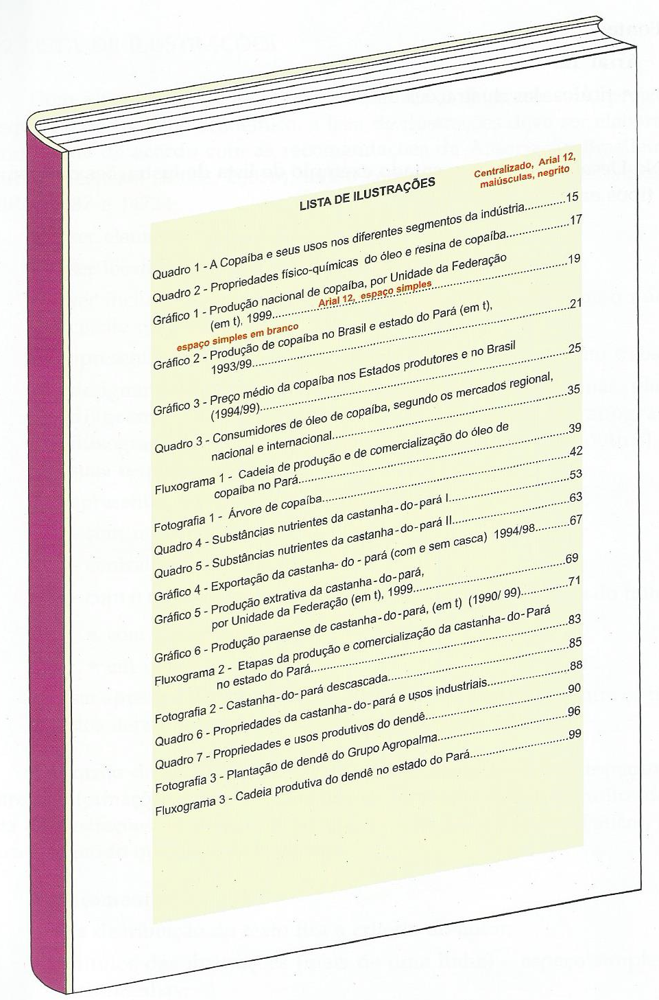 LISTA DE ILUSTRAÇÕES
Centralizado, Arial 12,
maiúsculas, negrito
Quadro 1 - A Copaíba e seus usos nos diferentes segmentos da indústria............15
Quadro 2 - Propriedades físico-químicas do óleo e resina de copaíba..................17
Gráfico 1 - Produção nacional de copaíba, por Unidade da Federação
(em t), 1999..................................................................................19
Arial 12, espaço simples
espaço simples em branco
Gráfico 2 - Produção de copaíba no Brasil e estado do Pará (em t),
1993/99........................................................................................21
Gráfico 3 - Preço médio da copaíba nos Estados produtores e no Brasil
(1994/99)......................................................................................25
Quadro 3 - Consumidores de óleo de copaíba, segundo os mercados regional,
nacional e internacional..................................................................35
Fluxograma 1 - Cadeia de produção e de comercialização do óleo de
copaíba no Pará............................................................................39
Fotografia 1 - Árvore de copaíba......................................................................42
Quadro 4 - Substâncias nutrientes da castanha-do-pará I..................................53
Quadro 5 - Substâncias nutrientes da castanha-do-pará II.................................63
Gráfico 4 - Exportação da castanha- do - pará (com e sem casca) 1994/98..........67
Gráfico 5 - Produção extrativa da castanha-do-pará,
por Unidade da Federação (em t), 1999...........................................69
Gráfico 6 - Produção paraense de castanha-do-pará, (em t) (1990/ 99)..............71
Fluxograma 2 - Etapas da produção e comercialização da castanha-do-Pará
no estado do Pará.........................................................................83
Fotografia 2 - Castanha-do-pará descascada...................................................85
Quadro 6 - Propriedades da castanha-do-pará e usos industriais.......................88
Quadro 7 - Propriedades e usos produtivos do dendê........................................90
Fotografia 3 - Plantação de dendê do Grupo Agropalma...................................96
Fluxograma 3 - Cadeia produtiva do dendê no estado do Pará...........................99